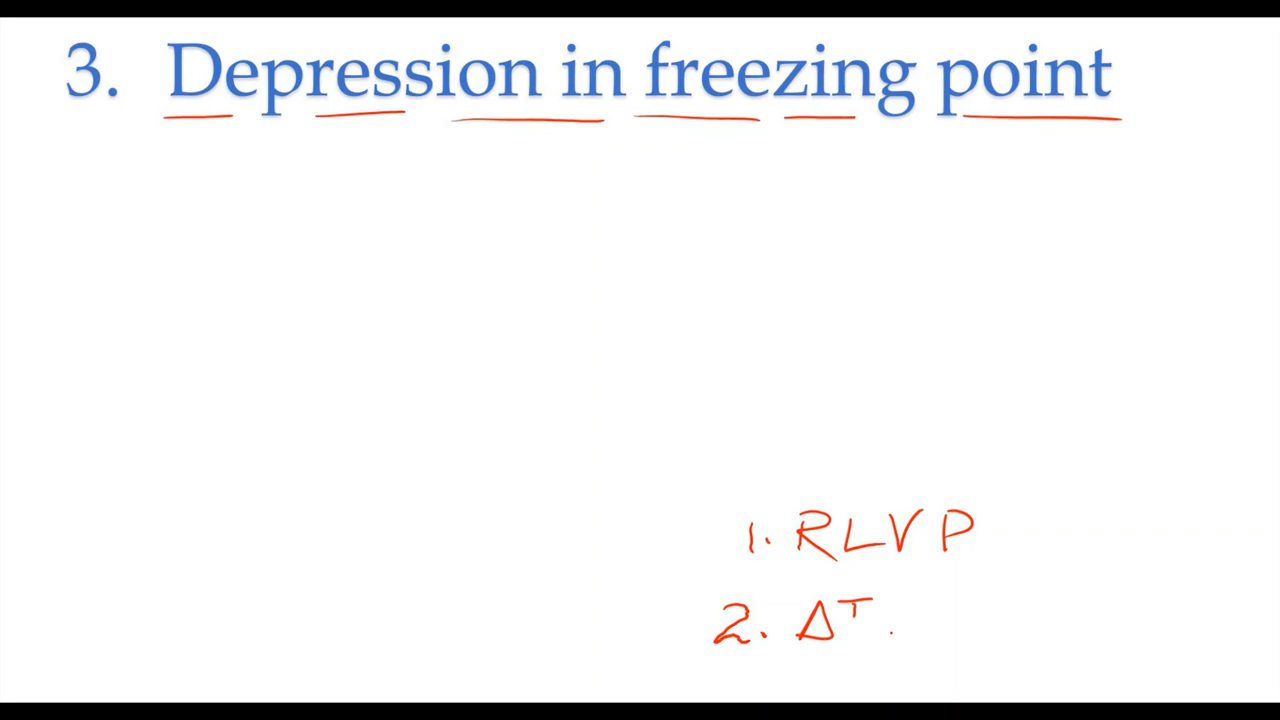 3. Depression in freezing point
1. RLVP
2. ΔT